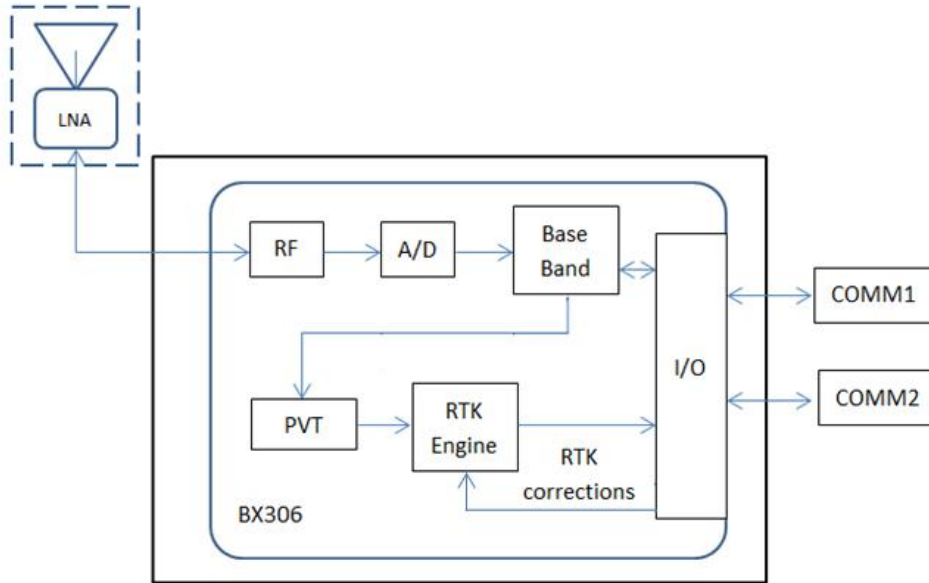 LNA
RF
A/D
Base
Band
COMM1
I/O
COMM2
PVT
RTK
Engine
RTK
corrections
BX306